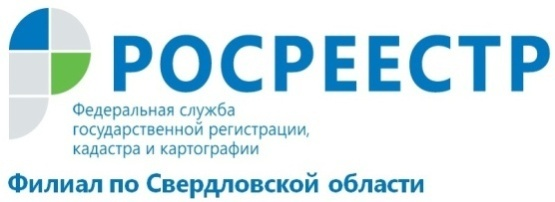 РОСРЕЕСТР
Федеральная служба
государственной регистрации,
кадастра и картографии
Филиал по Свердловской области